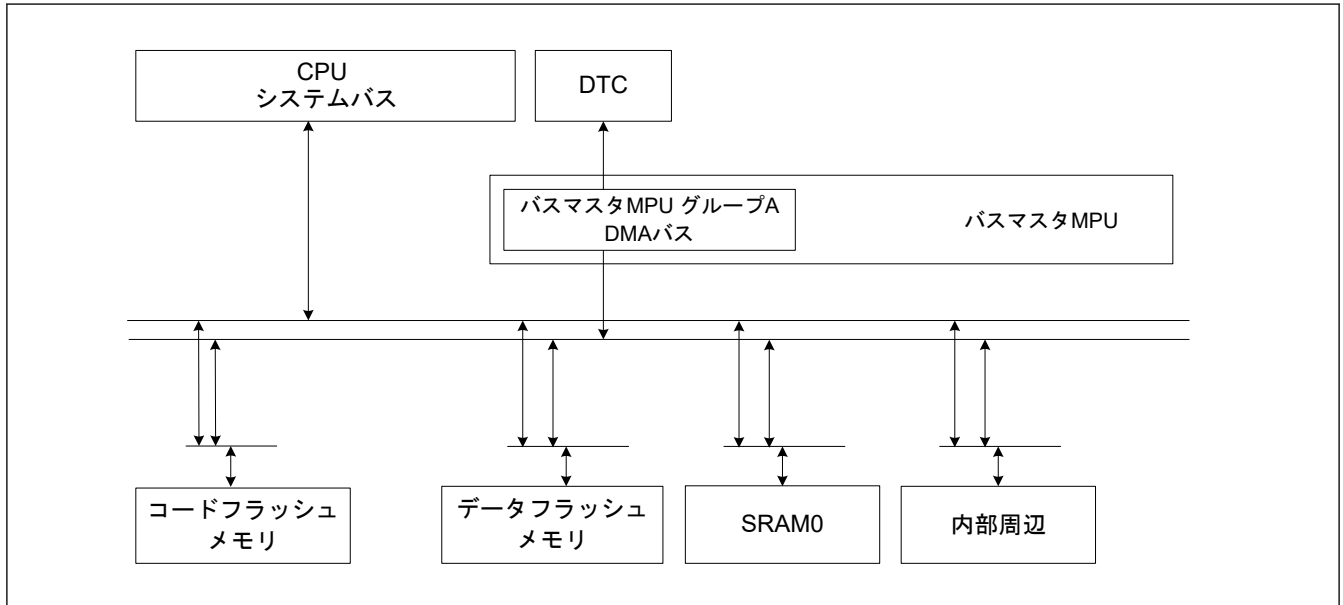 CPU
システムバス
DTC
バスマスタMPU グループA
DMAバス
バスマスタMPU
コードフラッシュ
メモリ
データフラッシュ
メモリ
SRAM0
内部周辺